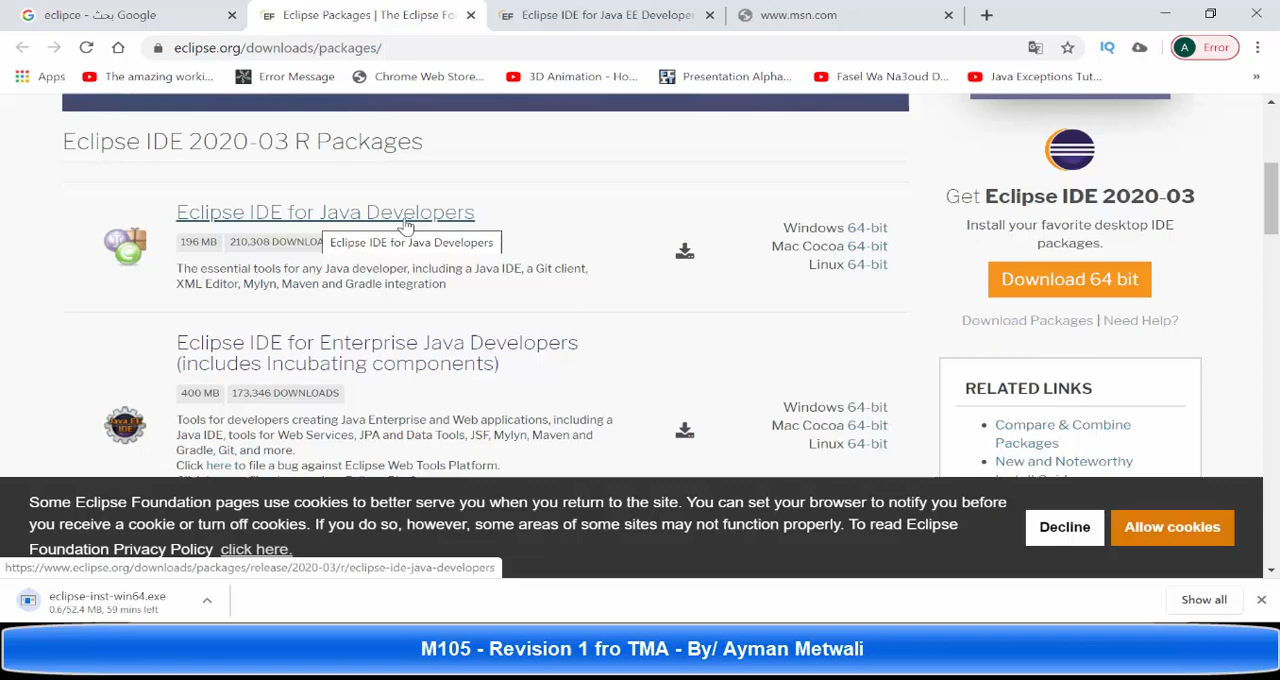 eclipce - بحث Google
Eclipse Packages | The Eclipse Fo
Eclipse IDE for Java EE Developer
www.msn.com
eclipse.org/downloads/packages/
A
Error
Apps
The amazing worki...
Error Message
Chrome Web Store...
3D Animation - Ho...
Presentation Alpha...
Fasel Wa Na3oud D...
Java Exceptions Tut...
Eclipse IDE 2020-03 R Packages
Eclipse IDE for Java Developers
196 MB
210,308 DOWNLOA
Eclipse IDE for Java Developers
The essential tools for any Java developer, including a Java IDE, a Git client,
XML Editor, Mylyn, Maven and Gradle integration
Windows 64-bit
Mac Cocoa 64-bit
Linux 64-bit
Eclipse IDE for Enterprise Java Developers
(includes Incubating components)
400 MB
173,346 DOWNLOADS
Java EE
IDE
Tools for developers creating Java Enterprise and Web applications, including a
Java IDE, tools for Web Services, JPA and Data Tools, JSF, Mylyn, Maven and
Gradle, Git, and more.
Click here to file a bug against Eclipse Web Tools Platform.
Windows 64-bit
Mac Cocoa 64-bit
Linux 64-bit
Get Eclipse IDE 2020-03
Install your favorite desktop IDE
packages.
Download 64 bit
Download Packages | Need Help?
RELATED LINKS
Compare & Combine
Packages
New and Noteworthy
Some Eclipse Foundation pages use cookies to better serve you when you return to the site. You can set your browser to notify you before
you receive a cookie or turn off cookies. If you do so, however, some areas of some sites may not function properly. To read Eclipse
Foundation Privacy Policy click here.
Decline
Allow cookies
https://www.eclipse.org/downloads/packages/release/2020-03/r/eclipse-ide-java-developers
eclipse-inst-win64.exe
0.6/52.4 MB, 59 mins left
Show all
M105 - Revision 1 fro TMA - By/ Ayman Metwali